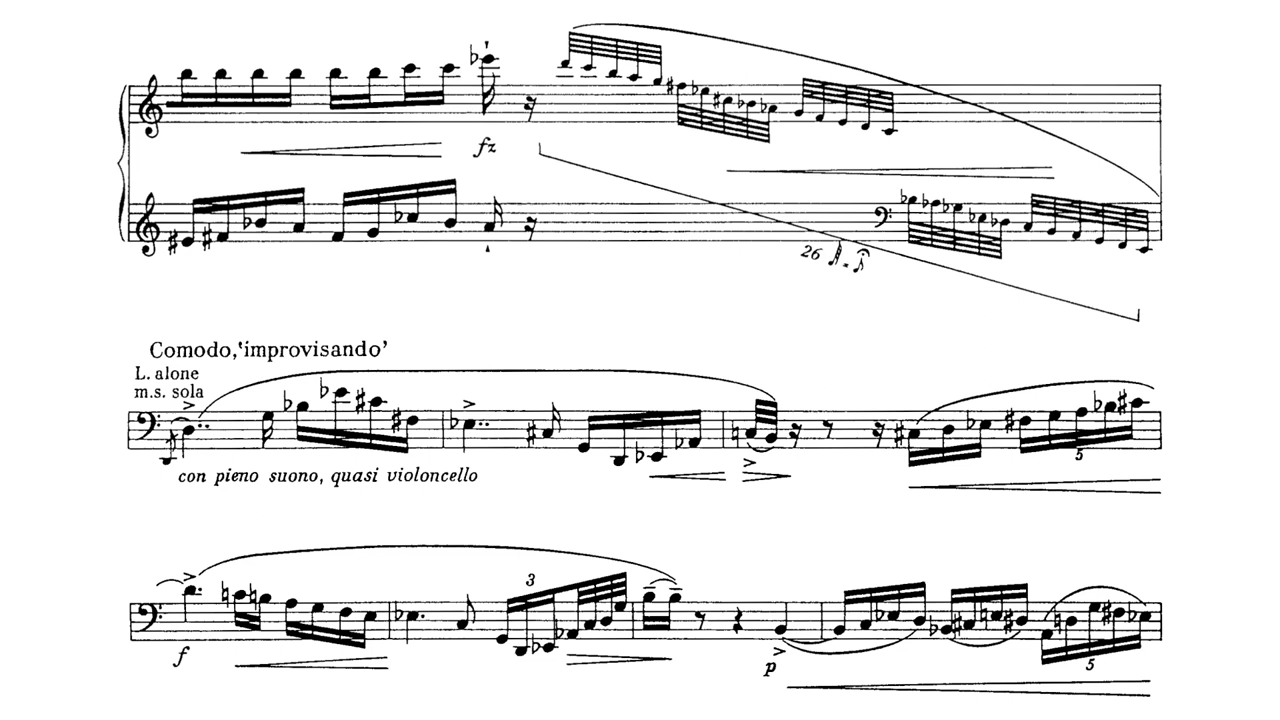 fz
26
Comodo, 'improvisando'
L. alone
m.s. sola
con pieno suono, quasi violoncello
5
3
f
p
5